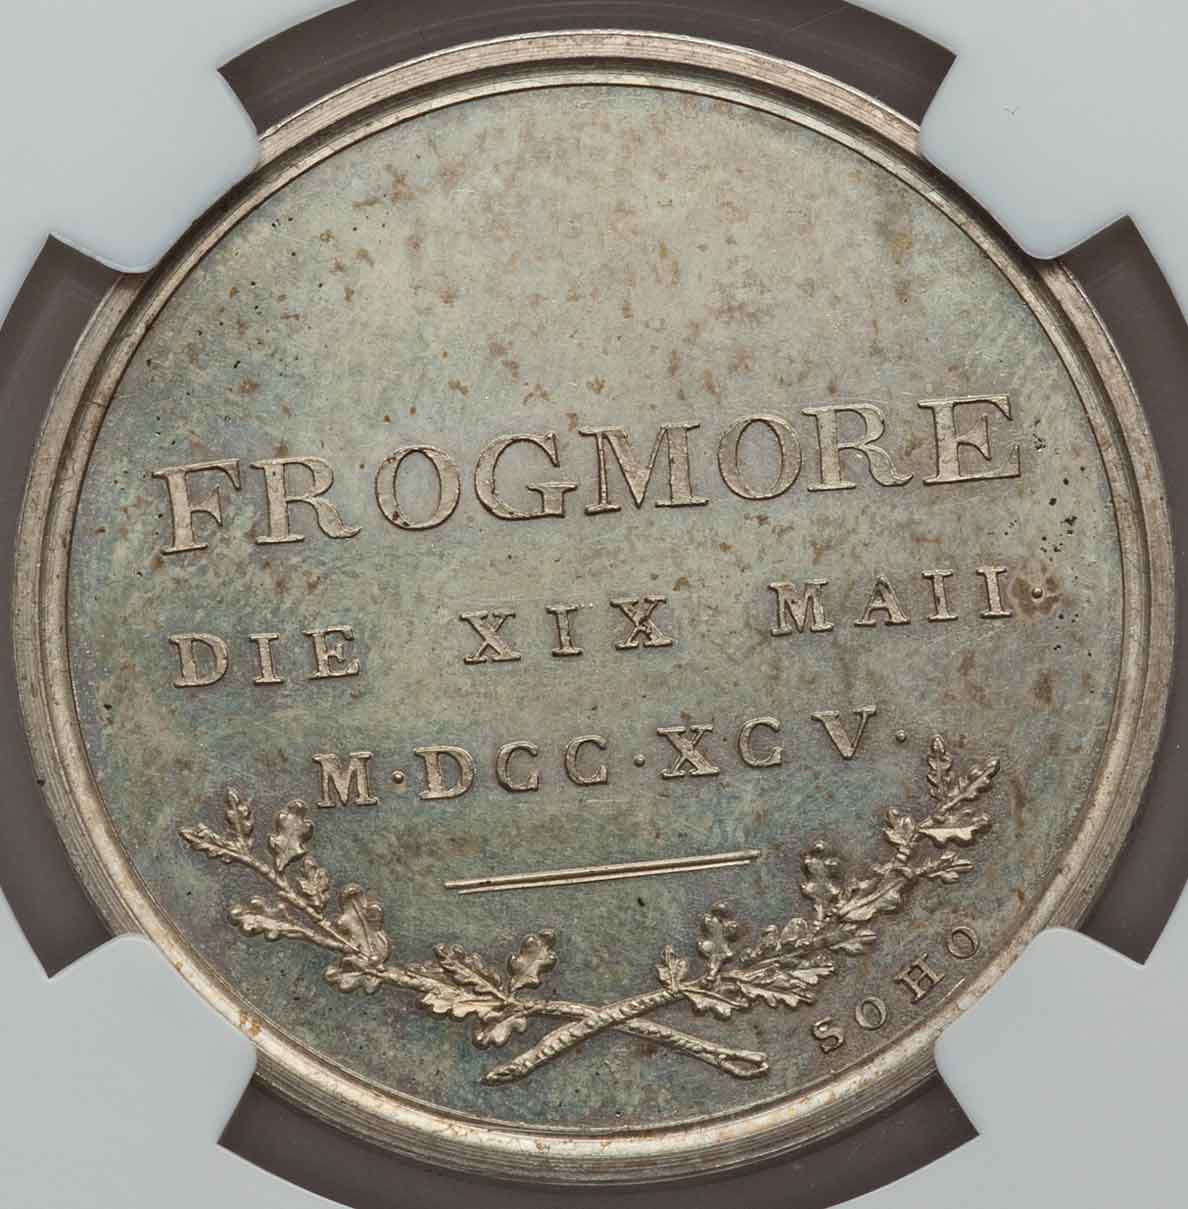 FROGMORE
DIE XIX MAII.
M·DCC·XCV·
SOHO